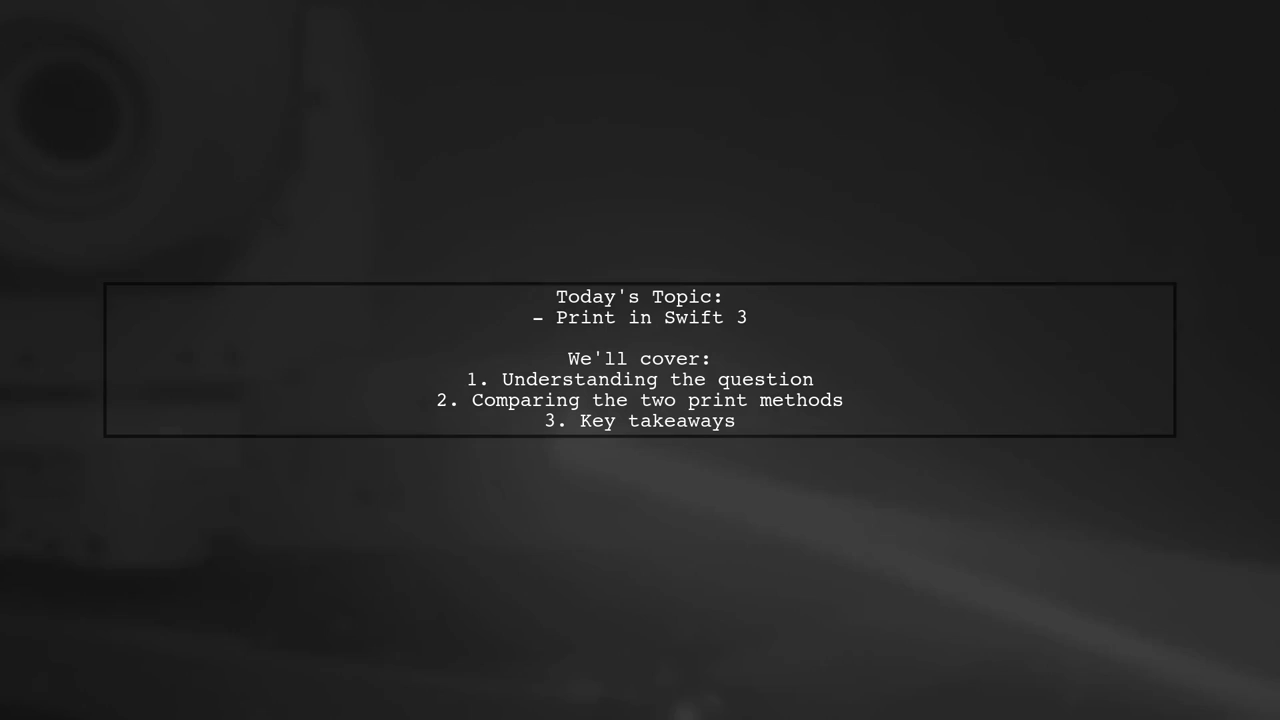 Today's Topic:
- Print in Swift 3
We'll cover:
1. Understanding the question
2. Comparing the two print methods
3. Key takeaways